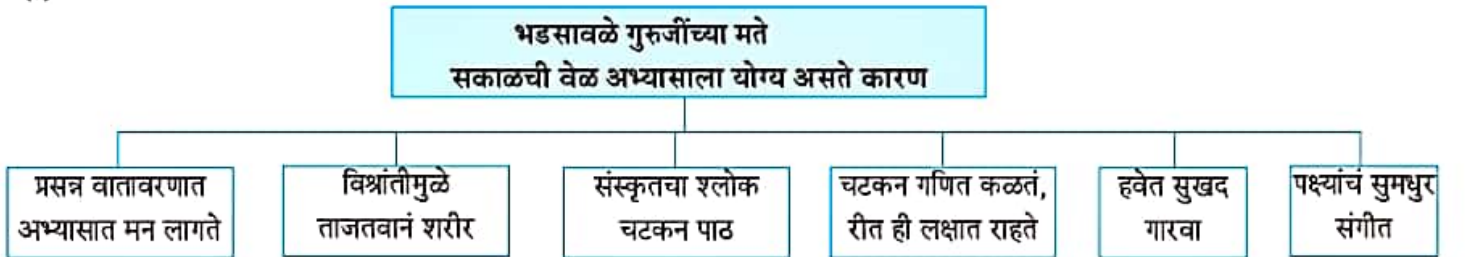 भडसावळे गुरुजींच्या मते
सकाळची वेळ अभ्यासाला योग्य असते कारण
प्रसन्न वातावरणात
अभ्यासात मन लागते
विश्रांतीमुळे
ताजतवानं शरीर
संस्कृतचा श्लोक
चटकन पाठ
चटकन गणित कळतं,
रीत ही लक्षात राहते
हवेत सुखद
गारवा
पक्ष्यांचं सुमधुर
संगीत